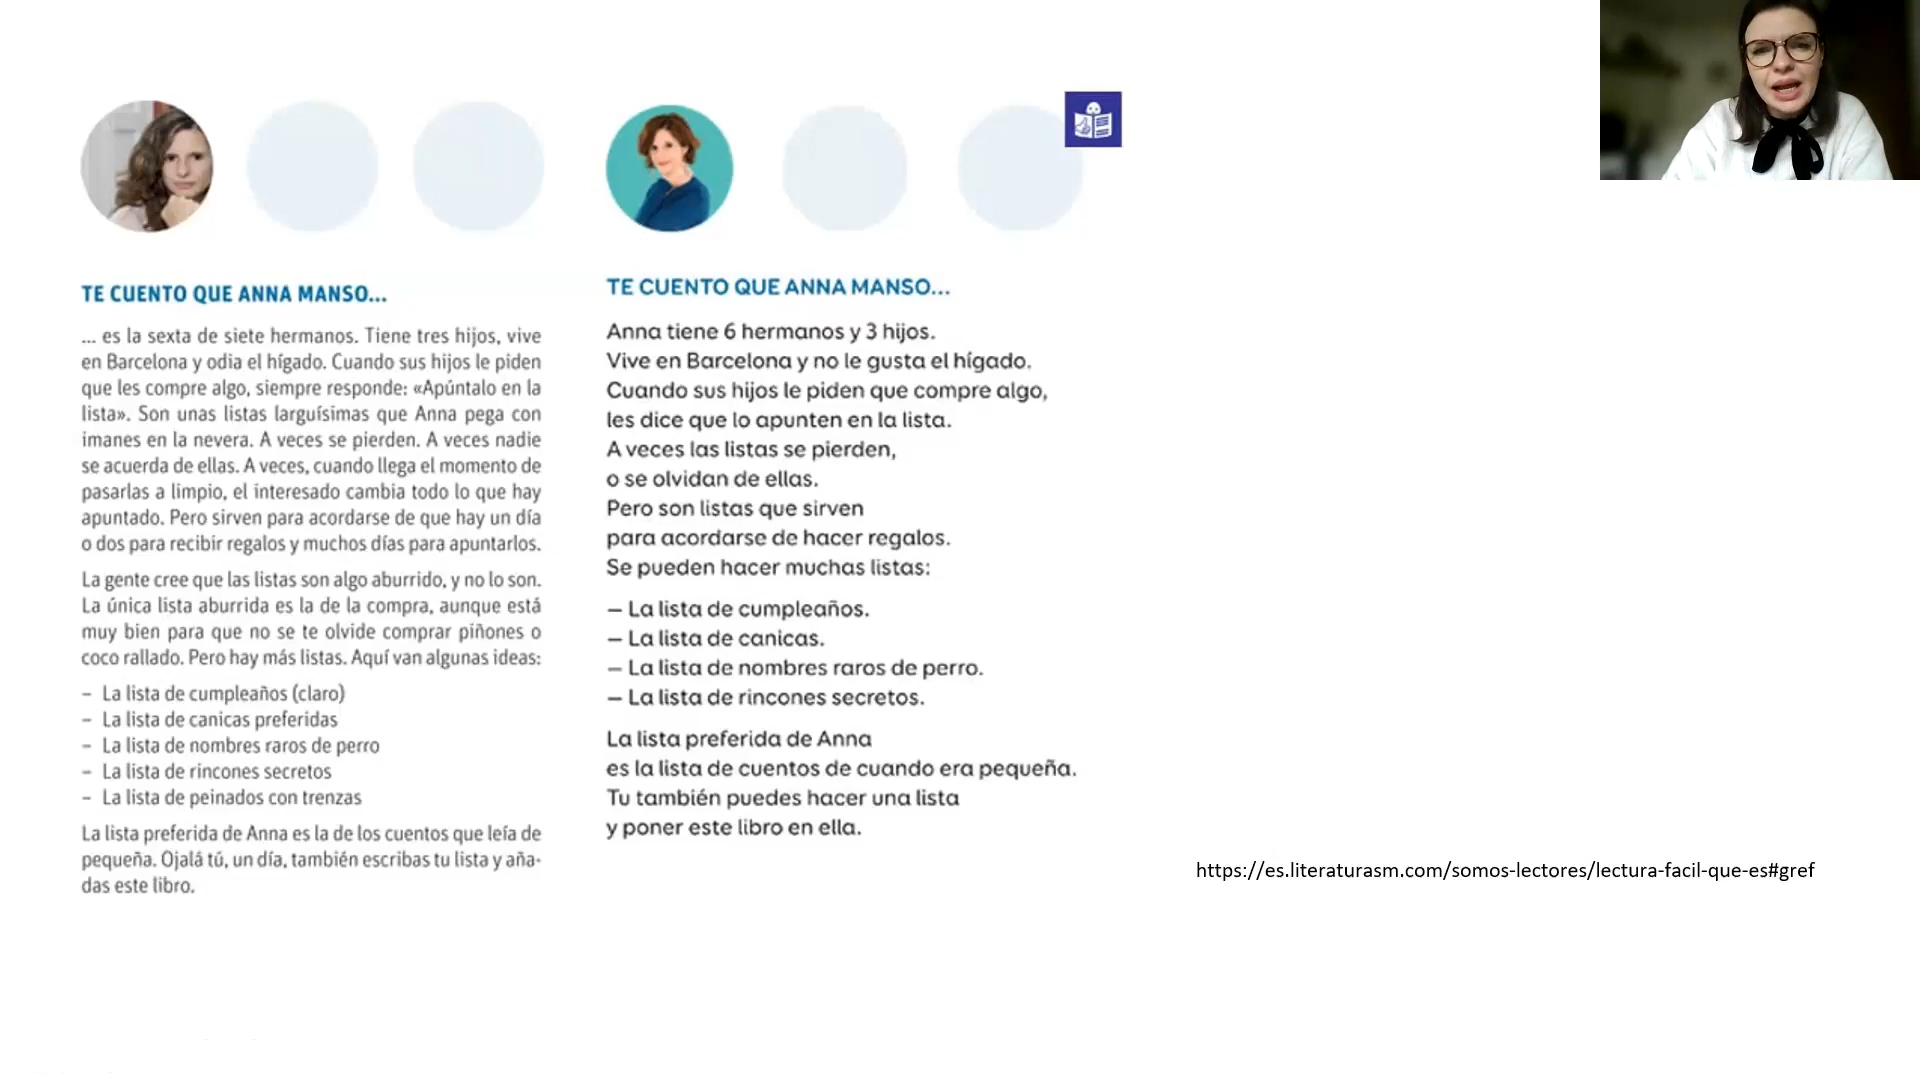 TE CUENTO QUE ANNA MANSO...
... es la sexta de siete hermanos. Tiene tres hijos, vive
en Barcelona y odia el hígado. Cuando sus hijos le piden
que les compre algo, siempre responde: «Apúntalo en la
lista». Son unas listas larguísimas que Anna pega con
imanes en la nevera. A veces se pierden. A veces nadie
se acuerda de ellas. A veces, cuando llega el momento de
pasarlas a limpio, el interesado cambia todo lo que hay
apuntado. Pero sirven para acordarse de que hay un día
o dos para recibir regalos y muchos días para apuntarlos.
La gente cree que las listas son algo aburrido, y no lo son.
La única lista aburrida es la de la compra, aunque está
muy bien para que no se te olvide comprar piñones o
coco rallado. Pero hay más listas. Aquí van algunas ideas:
– La lista de cumpleaños (claro)
– La lista de canicas preferidas
– La lista de nombres raros de perro
– La lista de rincones secretos
– La lista de peinados con trenzas
La lista preferida de Anna es la de los cuentos que leía de
pequeña. Ojalá tú, un día, también escribas tu lista y aña-
das este libro.
TE CUENTO QUE ANNA MANSO...
Anna tiene 6 hermanos y 3 hijos.
Vive en Barcelona y no le gusta el hígado.
Cuando sus hijos le piden que compre algo,
les dice que lo apunten en la lista.
A veces las listas se pierden,
o se olvidan de ellas.
Pero son listas que sirven
para acordarse de hacer regalos.
Se pueden hacer muchas listas:
— La lista de cumpleaños.
— La lista de canicas.
— La lista de nombres raros de perro.
— La lista de rincones secretos.
La lista preferida de Anna
es la lista de cuentos de cuando era pequeña.
Tu también puedes hacer una lista
y poner este libro en ella.
https://es.literaturasm.com/somos-lectores/lectura-facil-que-es#gref